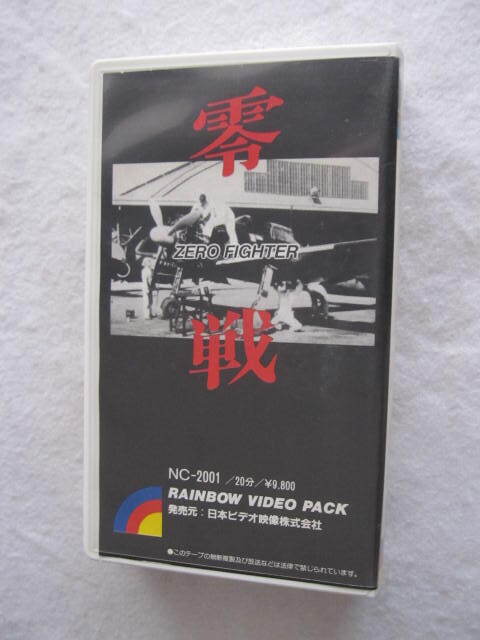 零
ZERO FIGHTER
戦
NC-2001 /20分/¥9,800
RAINBOW VIDEO PACK
発売元:日本ビデオ映像株式会社
●このテープの無断複製及び放送などは法律で禁じられています。